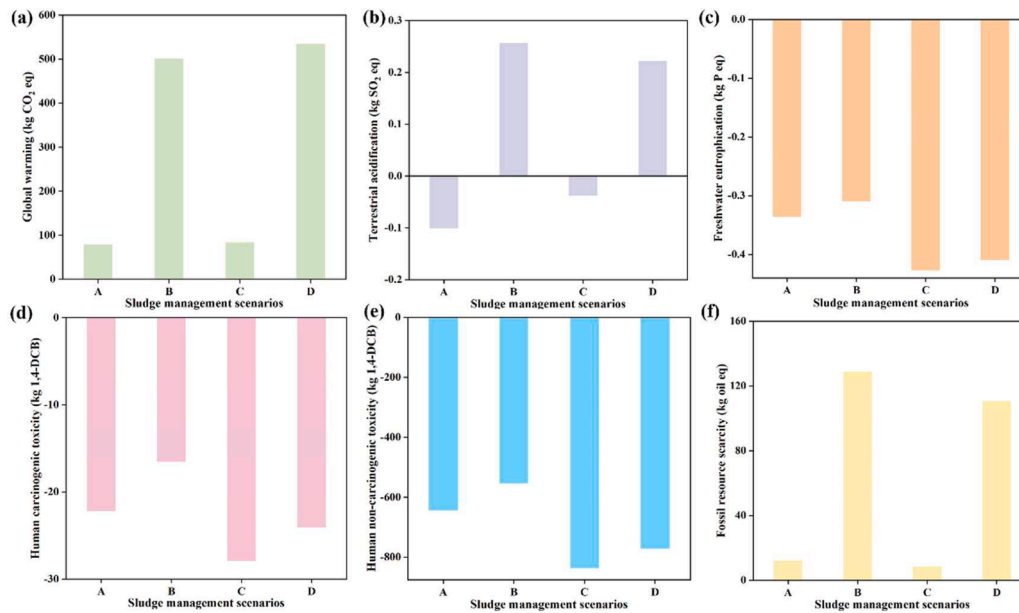 (a)
600
500
400
300
200
100
0
Global warming (kg CO₂ eq)
A B C D
Sludge management scenarios
(b)
0.3
0.2
0.1
0.0
-0.1
-0.2
Terrestrial acidification (kg SO₂ eq)
A B C D
Sludge management scenarios
(c)
0.0
-0.1
-0.2
-0.3
-0.4
Freshwater eutrophication (kg P eq)
A B C D
Sludge management scenarios
(d)
0
-10
-20
-30
Human carcinogenic toxicity (kg 1,4-DCB)
A B C D
Sludge management scenarios
(e)
0
-200
-400
-600
-800
Human non-carcinogenic toxicity (kg 1,4-DCB)
A B C D
Sludge management scenarios
(f)
160
120
80
40
0
Fossil resource scarcity (kg oil eq)
A B C D
Sludge management scenarios